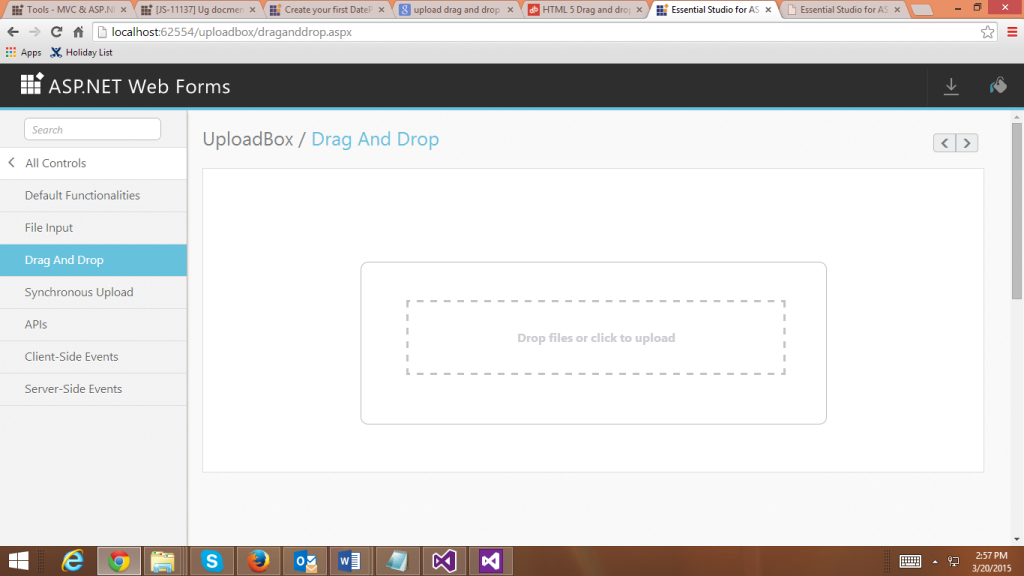 Tools - MVC & ASP.NE
[JS-11137] Ug docmen
Create your first DateP
upload drag and drop
HTML 5 Drag and drop
Essential Studio for AS
Essential Studio for AS
localhost:62554/uploadbox/draganddrop.aspx
Apps
Holiday List
ASP.NET Web Forms
Search
UploadBox / Drag And Drop
All Controls
Default Functionalities
File Input
Drag And Drop
Synchronous Upload
APIs
Client-Side Events
Server-Side Events
Drop files or click to upload
2:57 PM
3/20/2015